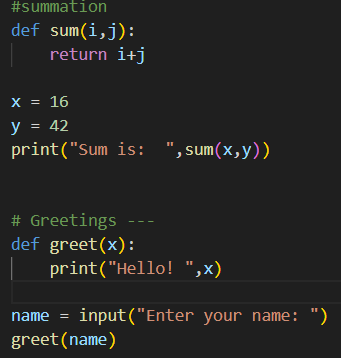 #summation
def sum(i,j):
    return i+j
x = 16
y = 42
print("Sum is:  ",sum(x,y))
# Greetings ---
def greet(x):
    print("Hello! ",x)
name = input("Enter your name: ")
greet(name)